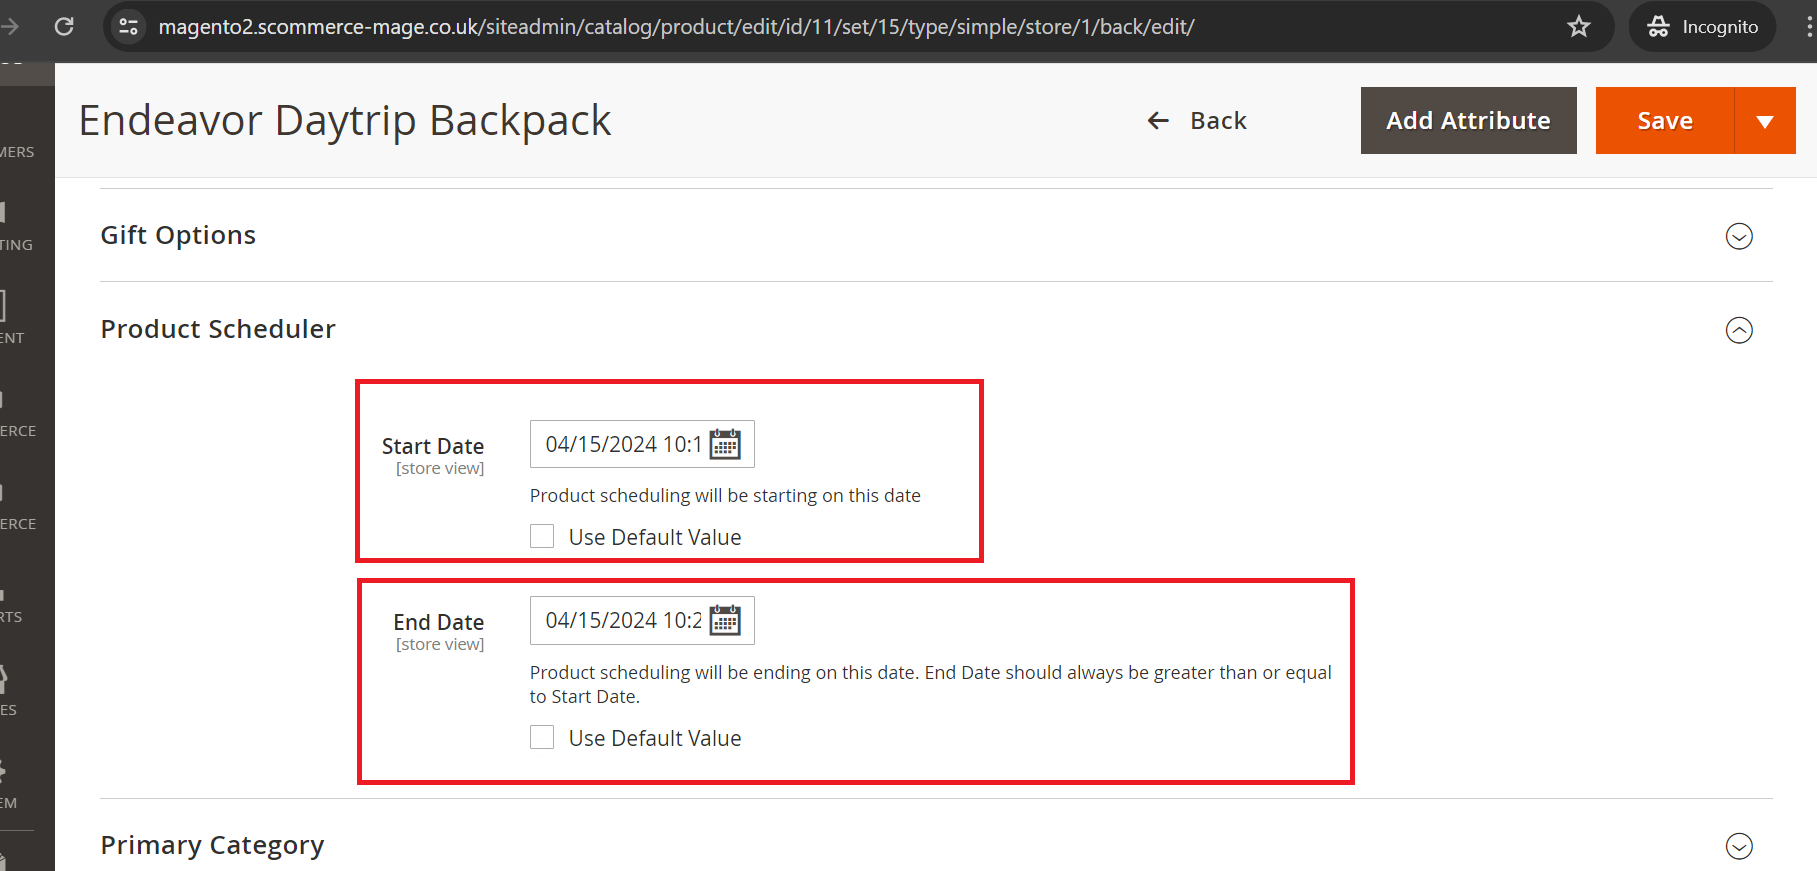 magento2.scommerce-mage.co.uk/siteadmin/catalog/product/edit/id/11/set/15/type/simple/store/1/back/edit/
Incognito
Endeavor Daytrip Backpack
Back
Add Attribute
Save
MERS
TING
ENT
ERCE
ERCE
RTS
ES
EM
Gift Options
Product Scheduler
Start Date
[store view]
04/15/2024 10:1
Product scheduling will be starting on this date
Use Default Value
End Date
[store view]
04/15/2024 10:2
Product scheduling will be ending on this date. End Date should always be greater than or equal
to Start Date.
Use Default Value
Primary Category